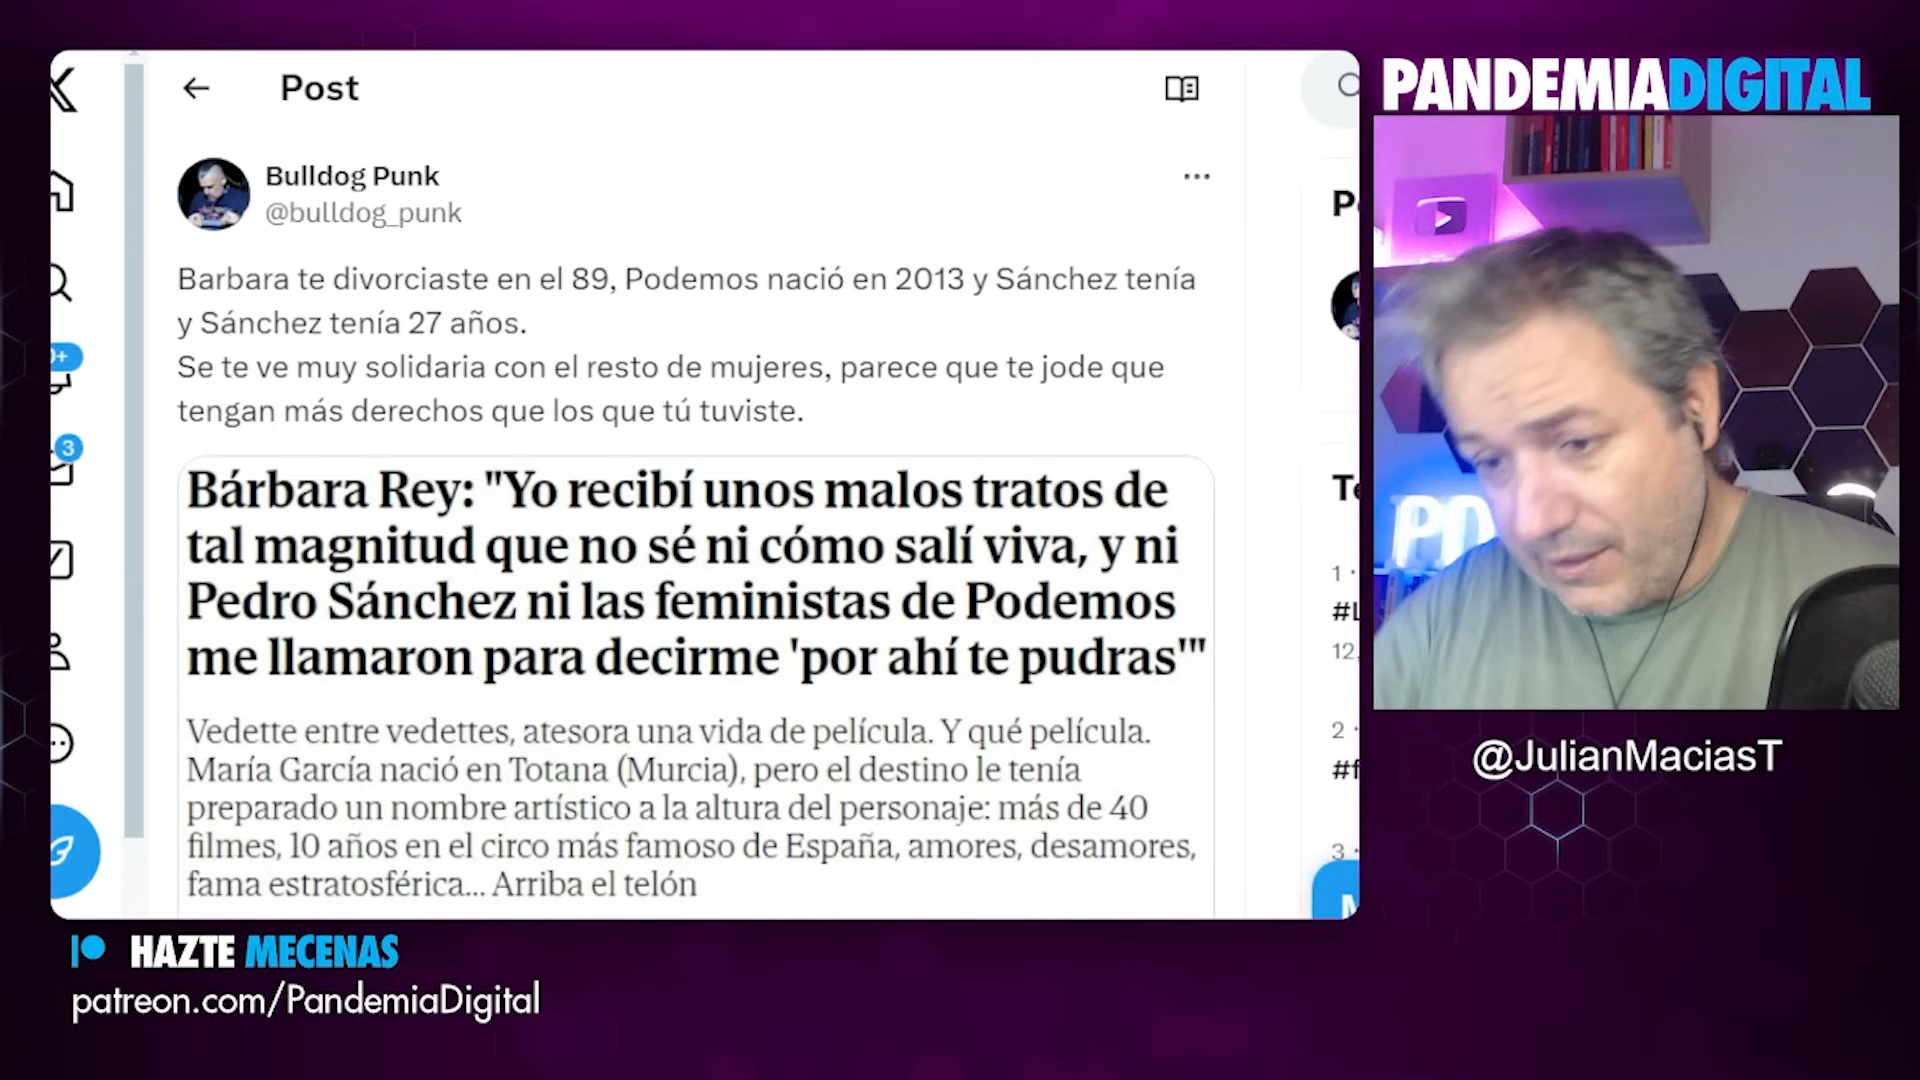 Post
Bulldog Punk
@bulldog_punk
Barbara te divorciaste en el 89, Podemos nació en 2013 y Sánchez tenía
y Sánchez tenía 27 años.
Se te ve muy solidaria con el resto de mujeres, parece que te jode que
tengan más derechos que los que tú tuviste.
Bárbara Rey: "Yo recibí unos malos tratos de
tal magnitud que no sé ni cómo salí viva, y ni
Pedro Sánchez ni las feministas de Podemos
me llamaron para decirme 'por ahí te pudras'"
Vedette entre vedettes, atesora una vida de película. Y qué película.
María García nació en Totana (Murcia), pero el destino le tenía
preparado un nombre artístico a la altura del personaje: más de 40
filmes, 10 años en el circo más famoso de España, amores, desamores,
fama estratosférica... Arriba el telón
3
1 ·
#L
12,
2 ·
#f
3 ·
PANDEMIADIGITAL
PD
@JulianMaciasT
HAZTE MECENAS
patreon.com/PandemiaDigital